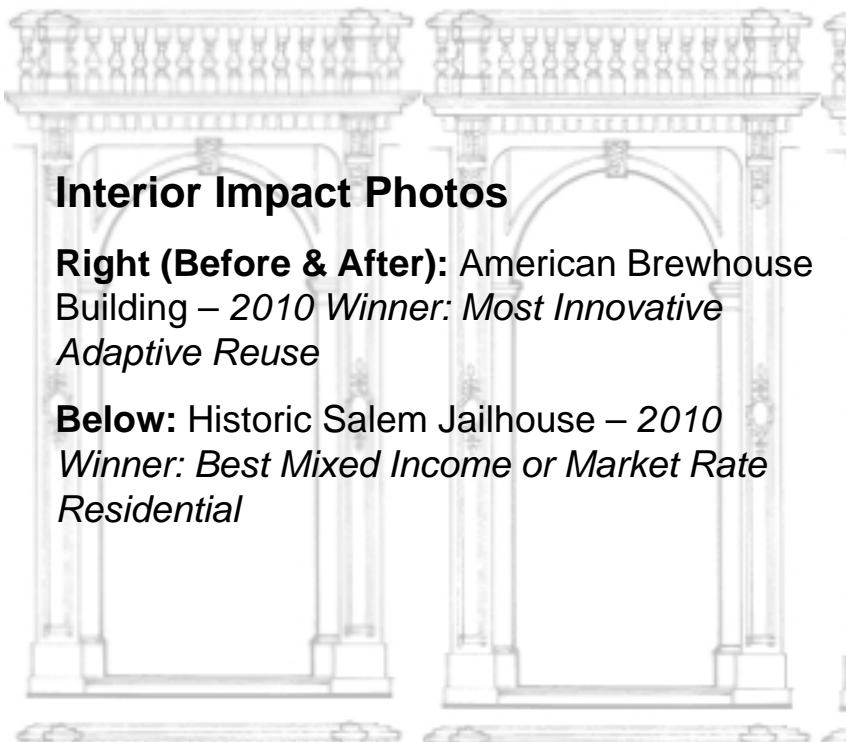 Interior Impact Photos
Right (Before & After): American Brewhouse
Building – 2010 Winner: Most Innovative
Adaptive Reuse
Below: Historic Salem Jailhouse – 2010
Winner: Best Mixed Income or Market Rate
Residential